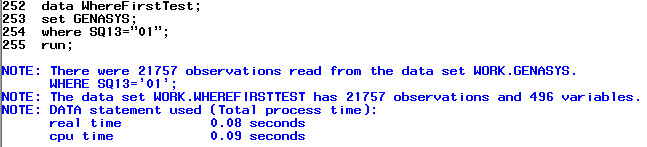 252  data WhereFirstTest;
253  set GENASYS;
254  where SQ13="01";
255  run;
NOTE: There were 21757 observations read from the data set WORK.GENASYS.
      WHERE SQ13='01';
NOTE: The data set WORK.WHEREFIRSTTEST has 21757 observations and 496 variables.
NOTE: DATA statement used (Total process time):
      real time           0.08 seconds
      cpu time            0.09 seconds